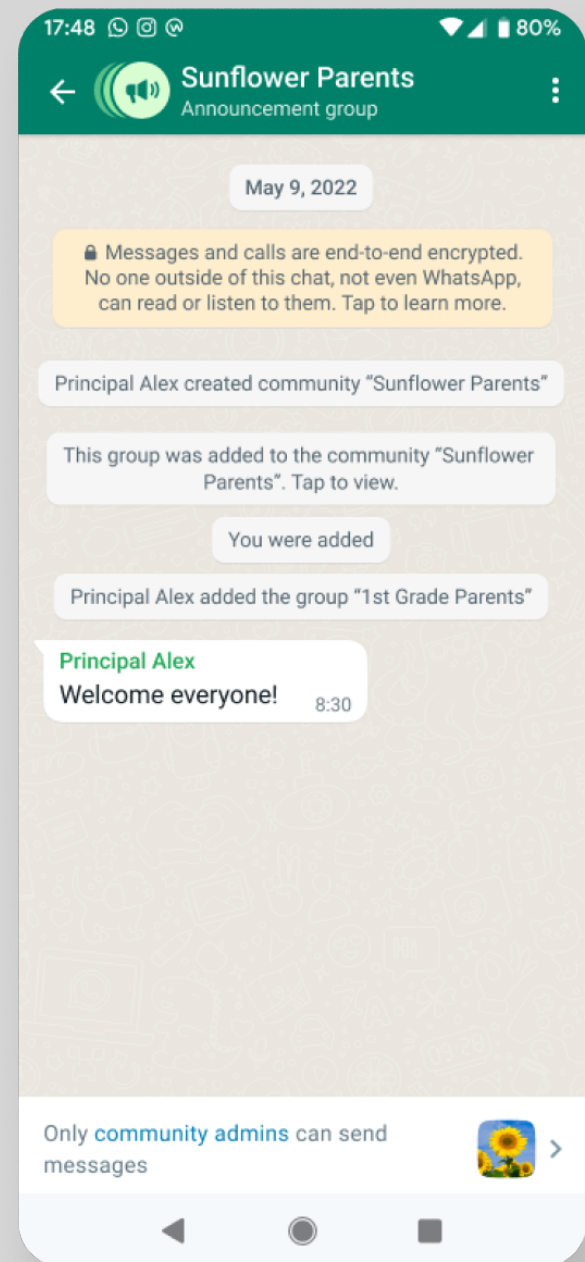 17:48 80%
Sunflower Parents
Announcement group
May 9, 2022
Messages and calls are end-to-end encrypted.
No one outside of this chat, not even WhatsApp,
can read or listen to them. Tap to learn more.
Principal Alex created community “Sunflower Parents”
This group was added to the community “Sunflower
Parents”. Tap to view.
You were added
Principal Alex added the group “1st Grade Parents”
Principal Alex
Welcome everyone! 8:30
Only community admins can send
messages